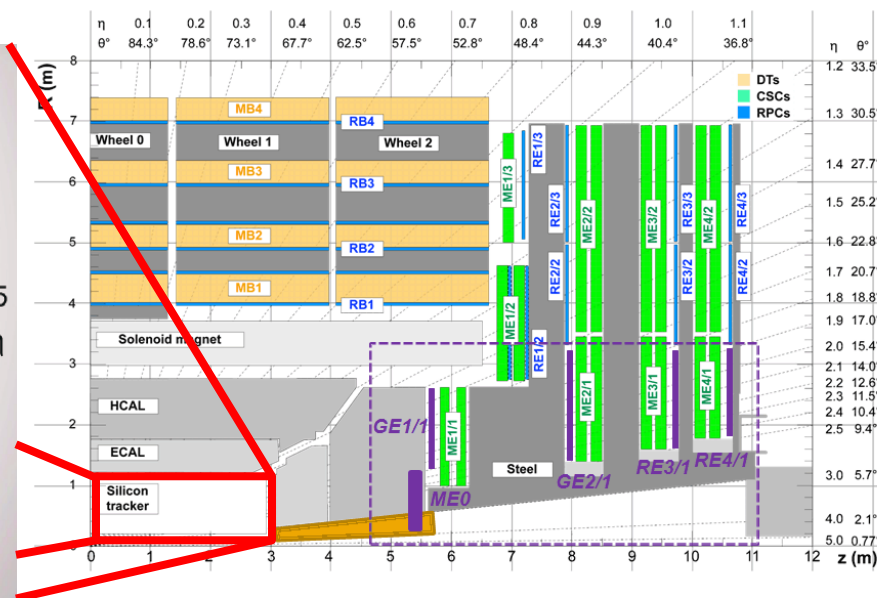 η 0.1 0.2 0.3 0.4 0.5 0.6 0.7 0.8 0.9 1.0 1.1
θ° 84.3° 78.6° 73.1° 67.7° 62.5° 57.5° 52.8° 48.4° 44.3° 40.4° 36.8°
η θ°
8
1.2 33.5
DTs
CSCs
RPCs
(m)
MB4
RB4
7
1.3 30.5
Wheel 0
Wheel 1
Wheel 2
RE1/3
ME1/3
MB3
RB3
6
1.4 27.7
RE2/3
ME2/2
ME3/2
RE3/3
ME4/2
RE4/3
1.5 25.2
MB2
RB2
5
1.6 22.8
RE2/2
RE3/2
RE4/2
1.7 20.7
MB1
RB1
4
1.8 18.8
5
ME1/2
RE1/2
1.9 17.0
Solenoid magnet
3
2.0 15.4
2.1 14.0
2.2 12.6
2.3 11.5
2.4 10.4
2.5 9.4°
HCAL
GE1/1
ME1/1
ME2/1
ME3/1
ME4/1
2
ECAL
Steel
GE2/1
RE3/1
RE4/1
3.0 5.7°
1
Silicon
tracker
ME0
4.0 2.1°
5.0 0.77°
0 1 2 3 4 5 6 7 8 9 10 11 12
z (m)